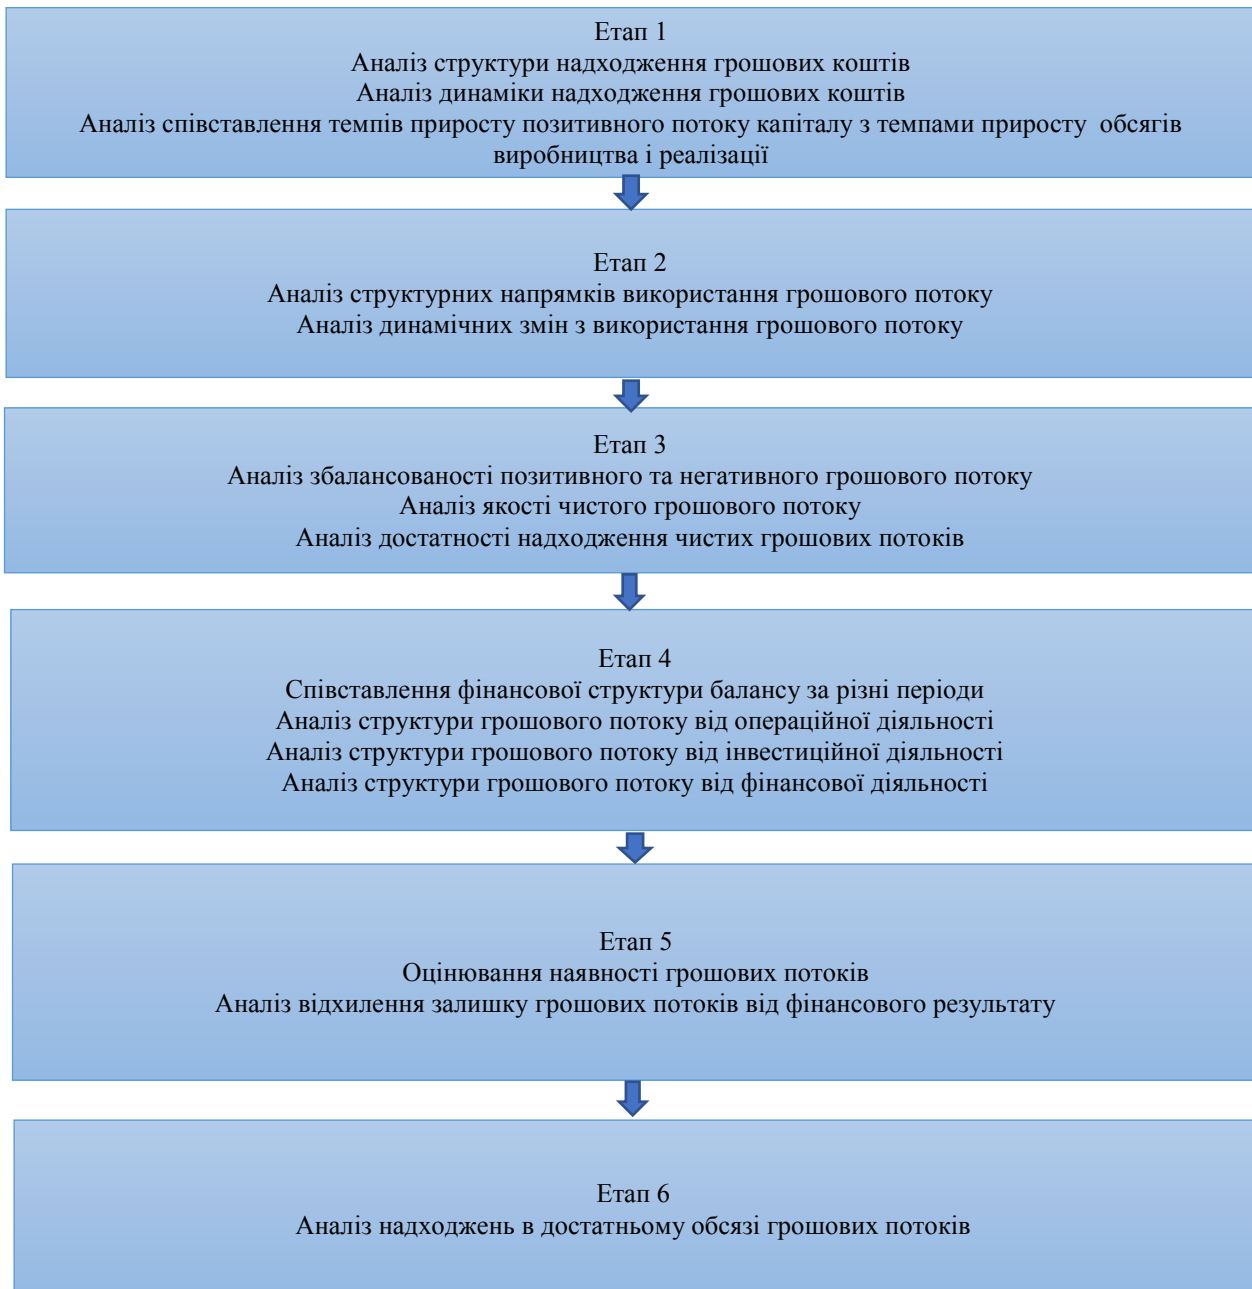 Етап 1
Аналіз структури надходження грошових коштів
Аналіз динаміки надходження грошових коштів
Аналіз співставлення темпів приросту позитивного потоку капіталу з темпами приросту обсягів
виробництва і реалізації
Етап 2
Аналіз структурних напрямків використання грошового потоку
Аналіз динамічних змін з використання грошового потоку
Етап 3
Аналіз збалансованості позитивного та негативного грошового потоку
Аналіз якості чистого грошового потоку
Аналіз достатності надходження чистих грошових потоків
Етап 4
Співставлення фінансової структури балансу за різні періоди
Аналіз структури грошового потоку від операційної діяльності
Аналіз структури грошового потоку від інвестиційної діяльності
Аналіз структури грошового потоку від фінансової діяльності
Етап 5
Оцінювання наявності грошових потоків
Аналіз відхилення залишку грошових потоків від фінансового результату
Етап 6
Аналіз надходжень в достатньому обсязі грошових потоків